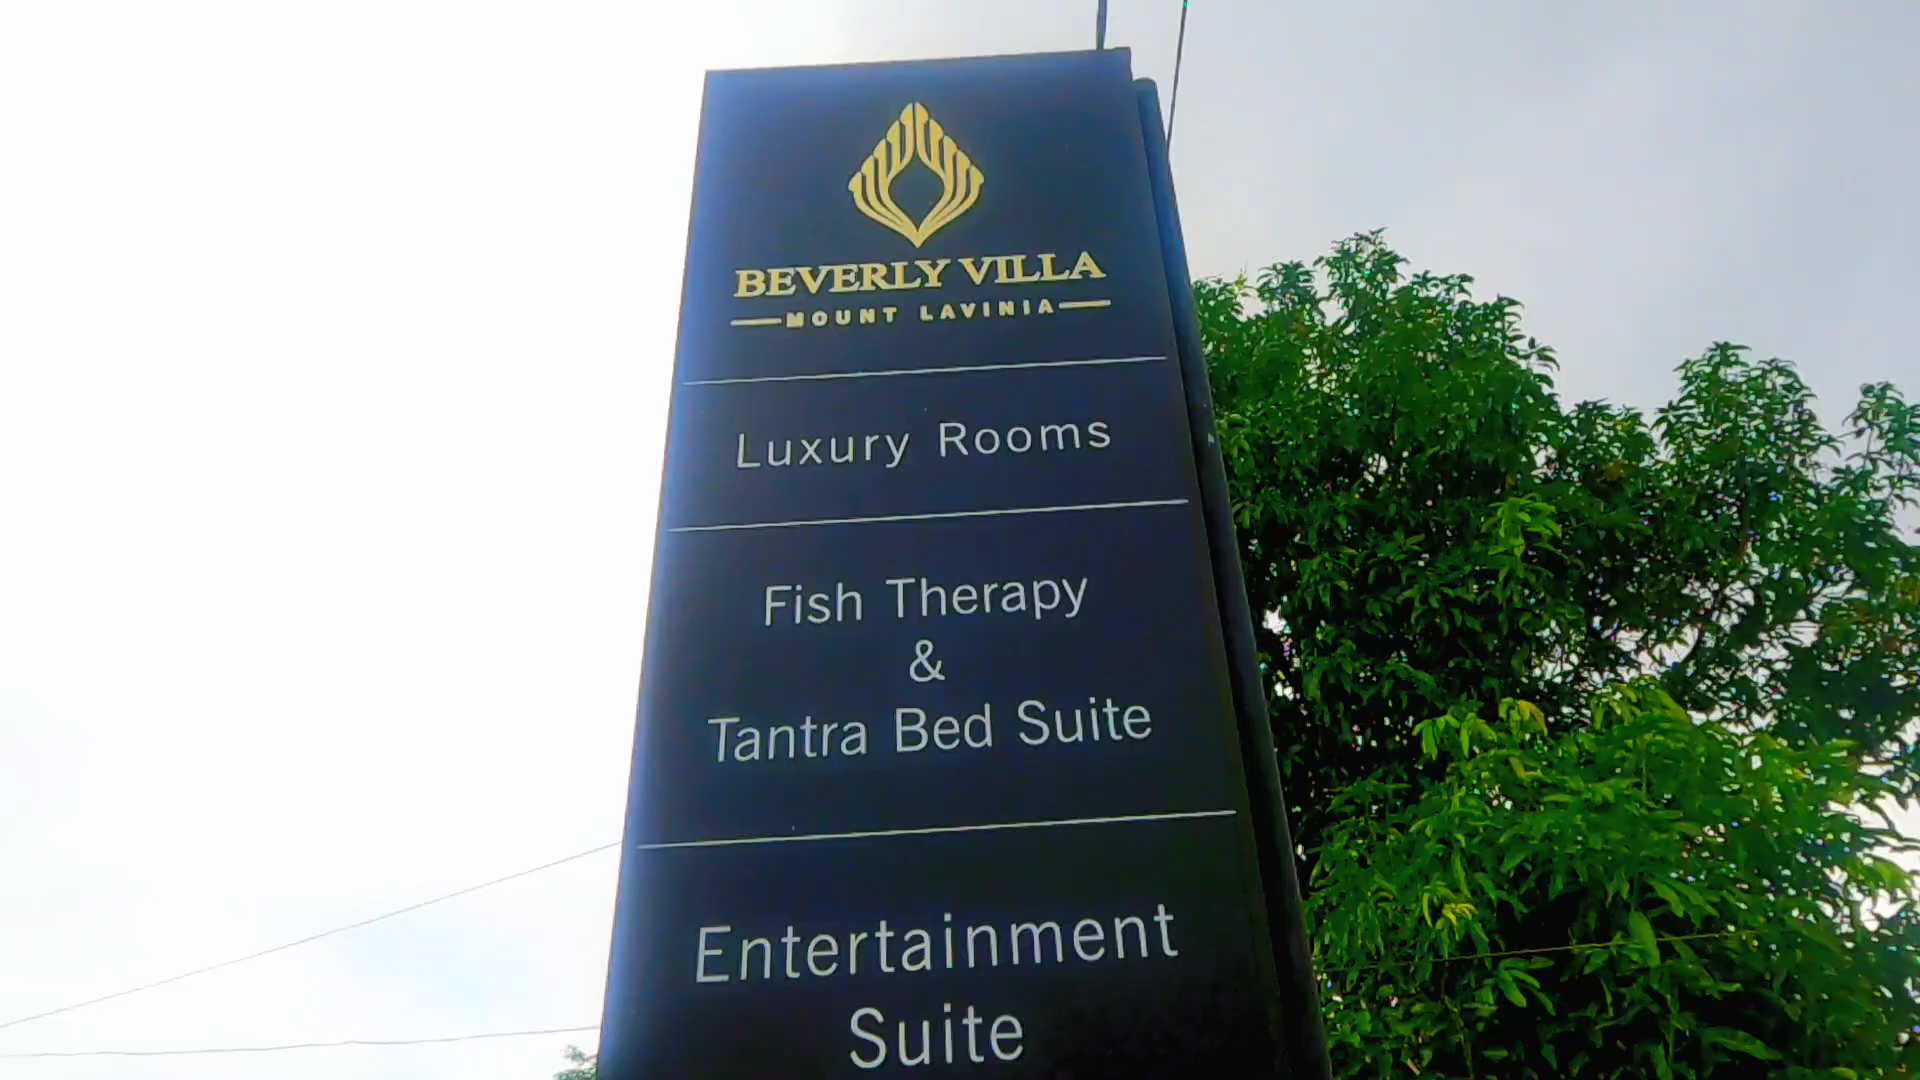 BEVERLY VILLA
MOUNT LAVINIA
Luxury Rooms
Fish Therapy
&
Tantra Bed Suite
Entertainment
Suite